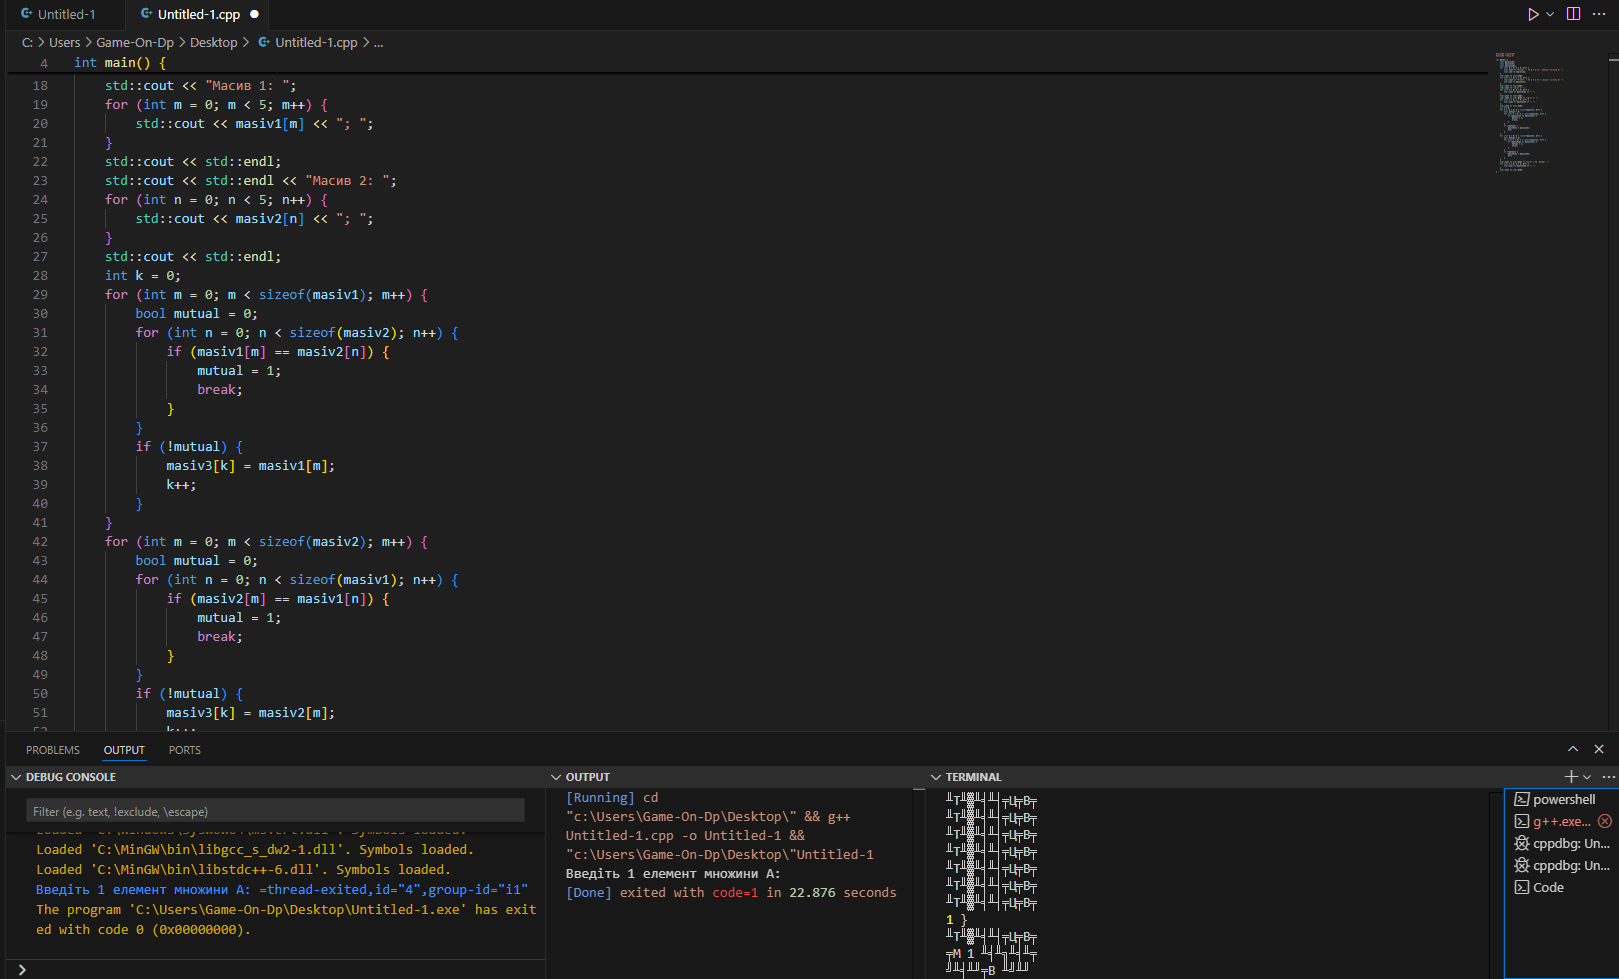 Untitled-1 Untitled-1.cpp
C: > Users > Game-On-Dp > Desktop > Untitled-1.cpp > ...
4 int main() {
18 std::cout << "Масив 1: ";
19 for (int m = 0; m < 5; m++) {
20 std::cout << masiv1[m] << "; ";
21 }
22 std::cout << std::endl;
23 std::cout << std::endl << "Масив 2: ";
24 for (int n = 0; n < 5; n++) {
25 std::cout << masiv2[n] << "; ";
26 }
27 std::cout << std::endl;
28 int k = 0;
29 for (int m = 0; m < sizeof(masiv1); m++) {
30 bool mutual = 0;
31 for (int n = 0; n < sizeof(masiv2); n++) {
32 if (masiv1[m] == masiv2[n]) {
33 mutual = 1;
34 break;
35 }
36 }
37 if (!mutual) {
38 masiv3[k] = masiv1[m];
39 k++;
40 }
41 }
42 for (int m = 0; m < sizeof(masiv2); m++) {
43 bool mutual = 0;
44 for (int n = 0; n < sizeof(masiv1); n++) {
45 if (masiv2[m] == masiv1[n]) {
46 mutual = 1;
47 break;
48 }
49 }
50 if (!mutual) {
51 masiv3[k] = masiv2[m];
PROBLEMS OUTPUT PORTS
DEBUG CONSOLE
Filter (e.g. text, !exclude, \escape)
Loaded 'C:\MinGW\bin\libgcc_s_dw2-1.dll'. Symbols loaded.
Loaded 'C:\MinGW\bin\libstdc++-6.dll'. Symbols loaded.
Введіть 1 елемент множини A: =thread-exited,id="4",group-id="i1"
The program 'C:\Users\Game-On-Dp\Desktop\Untitled-1.exe' has exit
ed with code 0 (0x00000000).
OUTPUT
[Running] cd
"c:\Users\Game-On-Dp\Desktop\" && g++
Untitled-1.cpp -o Untitled-1 &&
"c:\Users\Game-On-Dp\Desktop\"Untitled-1
Введіть 1 елемент множини A:
[Done] exited with code=1 in 22.876 seconds
TERMINAL
1 }
powershell
g++.exe...
cppdbg: Un...
cppdbg: Un...
Code